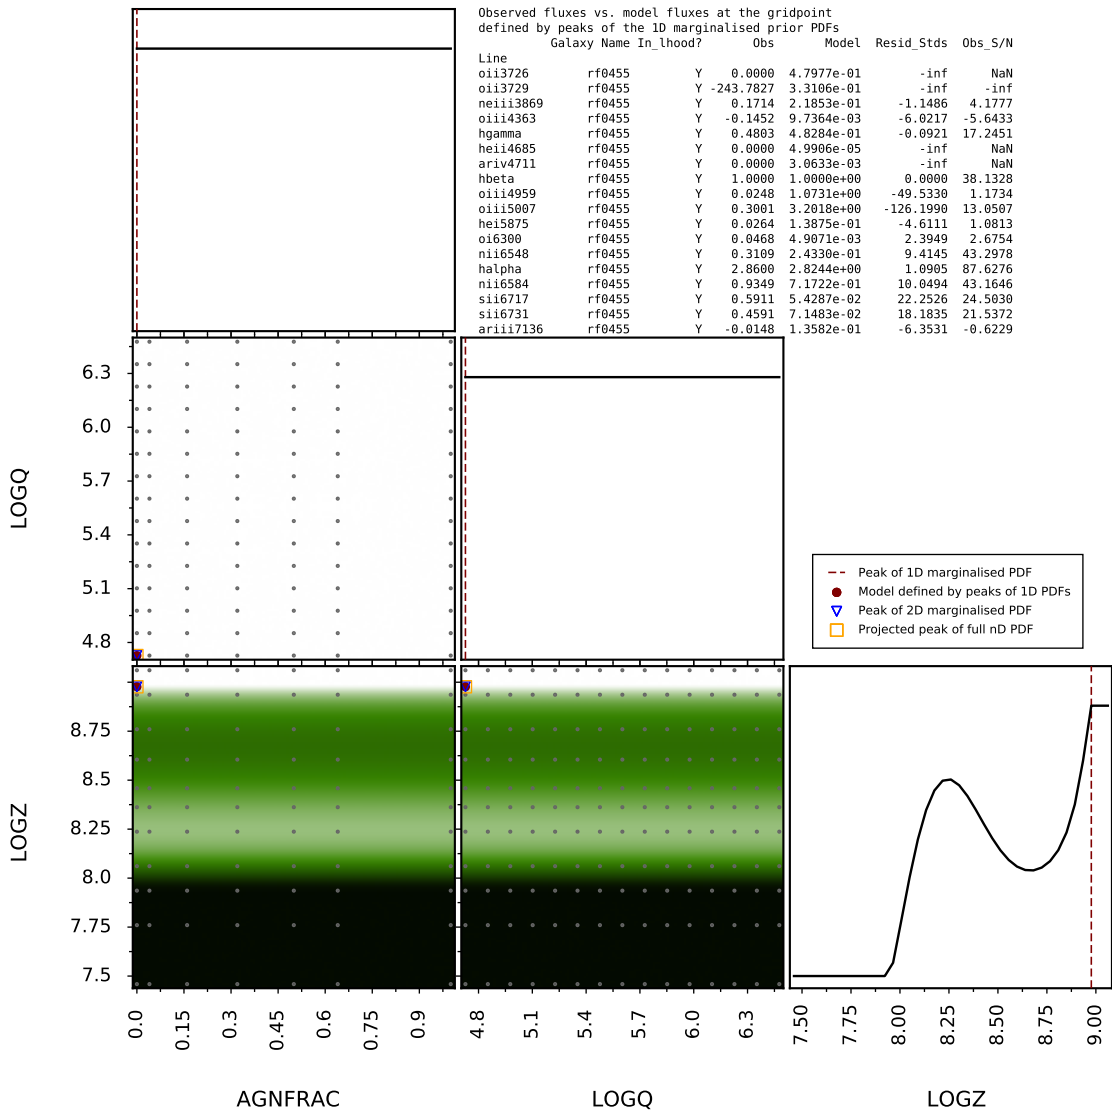 Observed fluxes vs. model fluxes at the gridpoint
defined by peaks of the 1D marginalised prior PDFs
Galaxy Name In_lhood? Obs Model Resid_Stds Obs_S/N
Line
oii3726 rf0455 Y 0.0000 4.7977e-01 -inf NaN
oii3729 rf0455 Y -243.7827 3.3106e-01 -inf -inf
neiii3869 rf0455 Y 0.1714 2.1853e-01 -1.1486 4.1777
oiii4363 rf0455 Y -0.1452 9.7364e-03 -6.0217 -5.6433
hgamma rf0455 Y 0.4803 4.8284e-01 -0.0921 17.2451
heii4685 rf0455 Y 0.0000 4.9906e-05 -inf NaN
ariv4711 rf0455 Y 0.0000 3.0633e-03 -inf NaN
hbeta rf0455 Y 1.0000 1.0000e+00 0.0000 38.1328
oiii4959 rf0455 Y 0.0248 1.0731e+00 -49.5330 1.1734
oiii5007 rf0455 Y 0.3001 3.2018e+00 -126.1990 13.0507
hei5875 rf0455 Y 0.0264 1.3875e-01 -4.6111 1.0813
oi6300 rf0455 Y 0.0468 4.9071e-03 2.3949 2.6754
nii6548 rf0455 Y 0.3109 2.4330e-01 9.4145 43.2978
halpha rf0455 Y 2.8600 2.8244e+00 1.0905 87.6276
nii6584 rf0455 Y 0.9349 7.1722e-01 10.0494 43.1646
sii6717 rf0455 Y 0.5911 5.4287e-02 22.2526 24.5030
sii6731 rf0455 Y 0.4591 7.1483e-02 18.1835 21.5372
ariii7136 rf0455 Y -0.0148 1.3582e-01 -6.3531 -0.6229
LOGQ
6.3
6.0
5.7
5.4
5.1
4.8
Peak of 1D marginalised PDF
Model defined by peaks of 1D PDFs
Peak of 2D marginalised PDF
Projected peak of full nD PDF
LOGZ
8.75
8.5
8.25
8.0
7.75
7.5
0.0 0.15 0.3 0.45 0.6 0.75 0.9
4.8 5.1 5.4 5.7 6.0 6.3
7.50 7.75 8.00 8.25 8.50 8.75 9.00
AGNFRAC LOGQ LOGZ